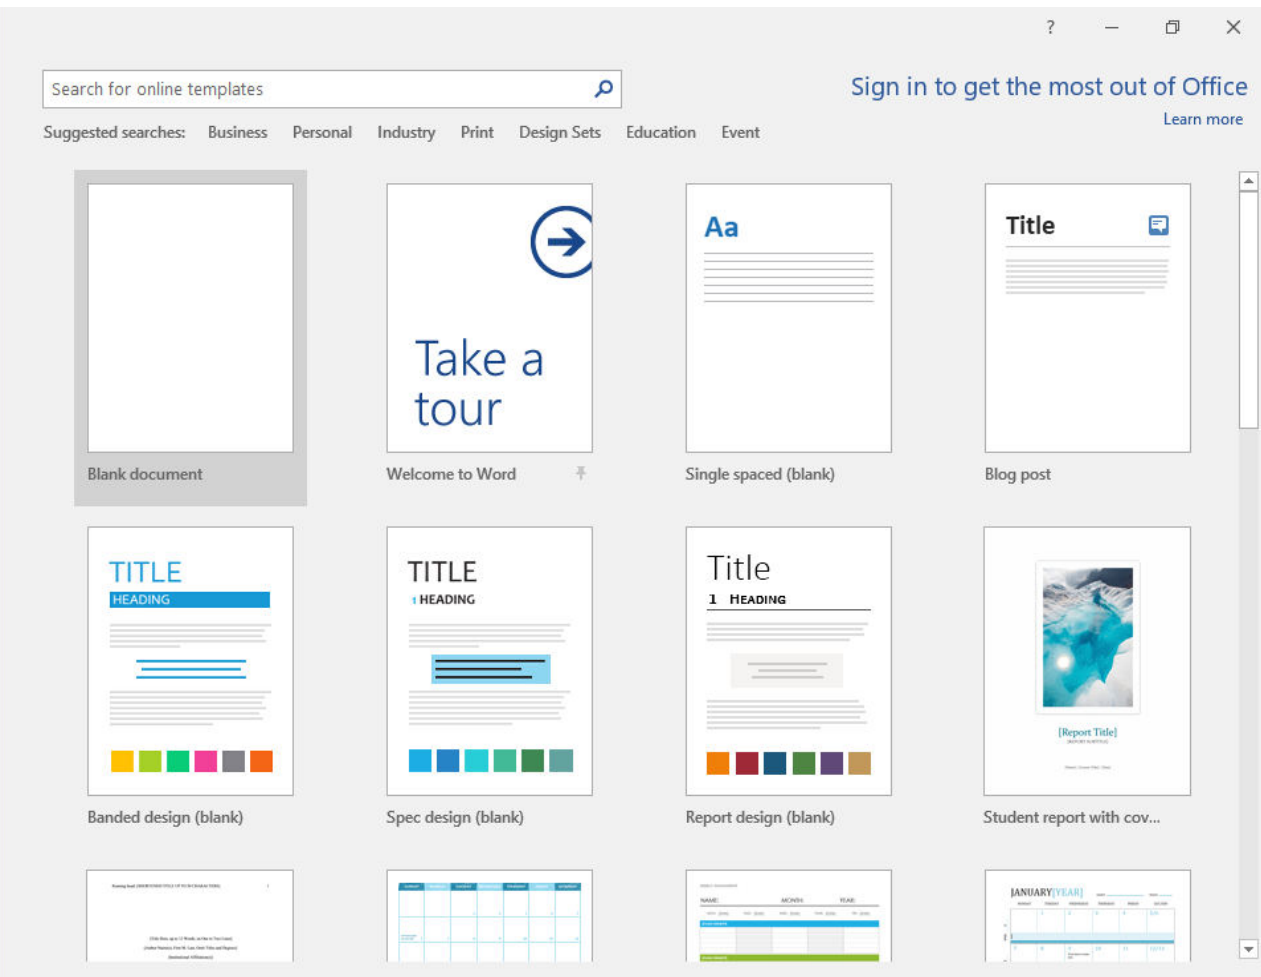 ?
Search for online templates
Sign in to get the most out of Office
Learn more
Suggested searches: Business Personal Industry Print Design Sets Education Event
Take a
tour
Aa
Title
Blank document
Welcome to Word
Single spaced (blank)
Blog post
TITLE
HEADING
TITLE
1 HEADING
Title
1 HEADING
[Report Title]
[REPORT SUBTITLE]
Banded design (blank)
Spec design (blank)
Report design (blank)
Student report with cov...
NAME: MONTH: YEAR:
JANUARY[YEAR]